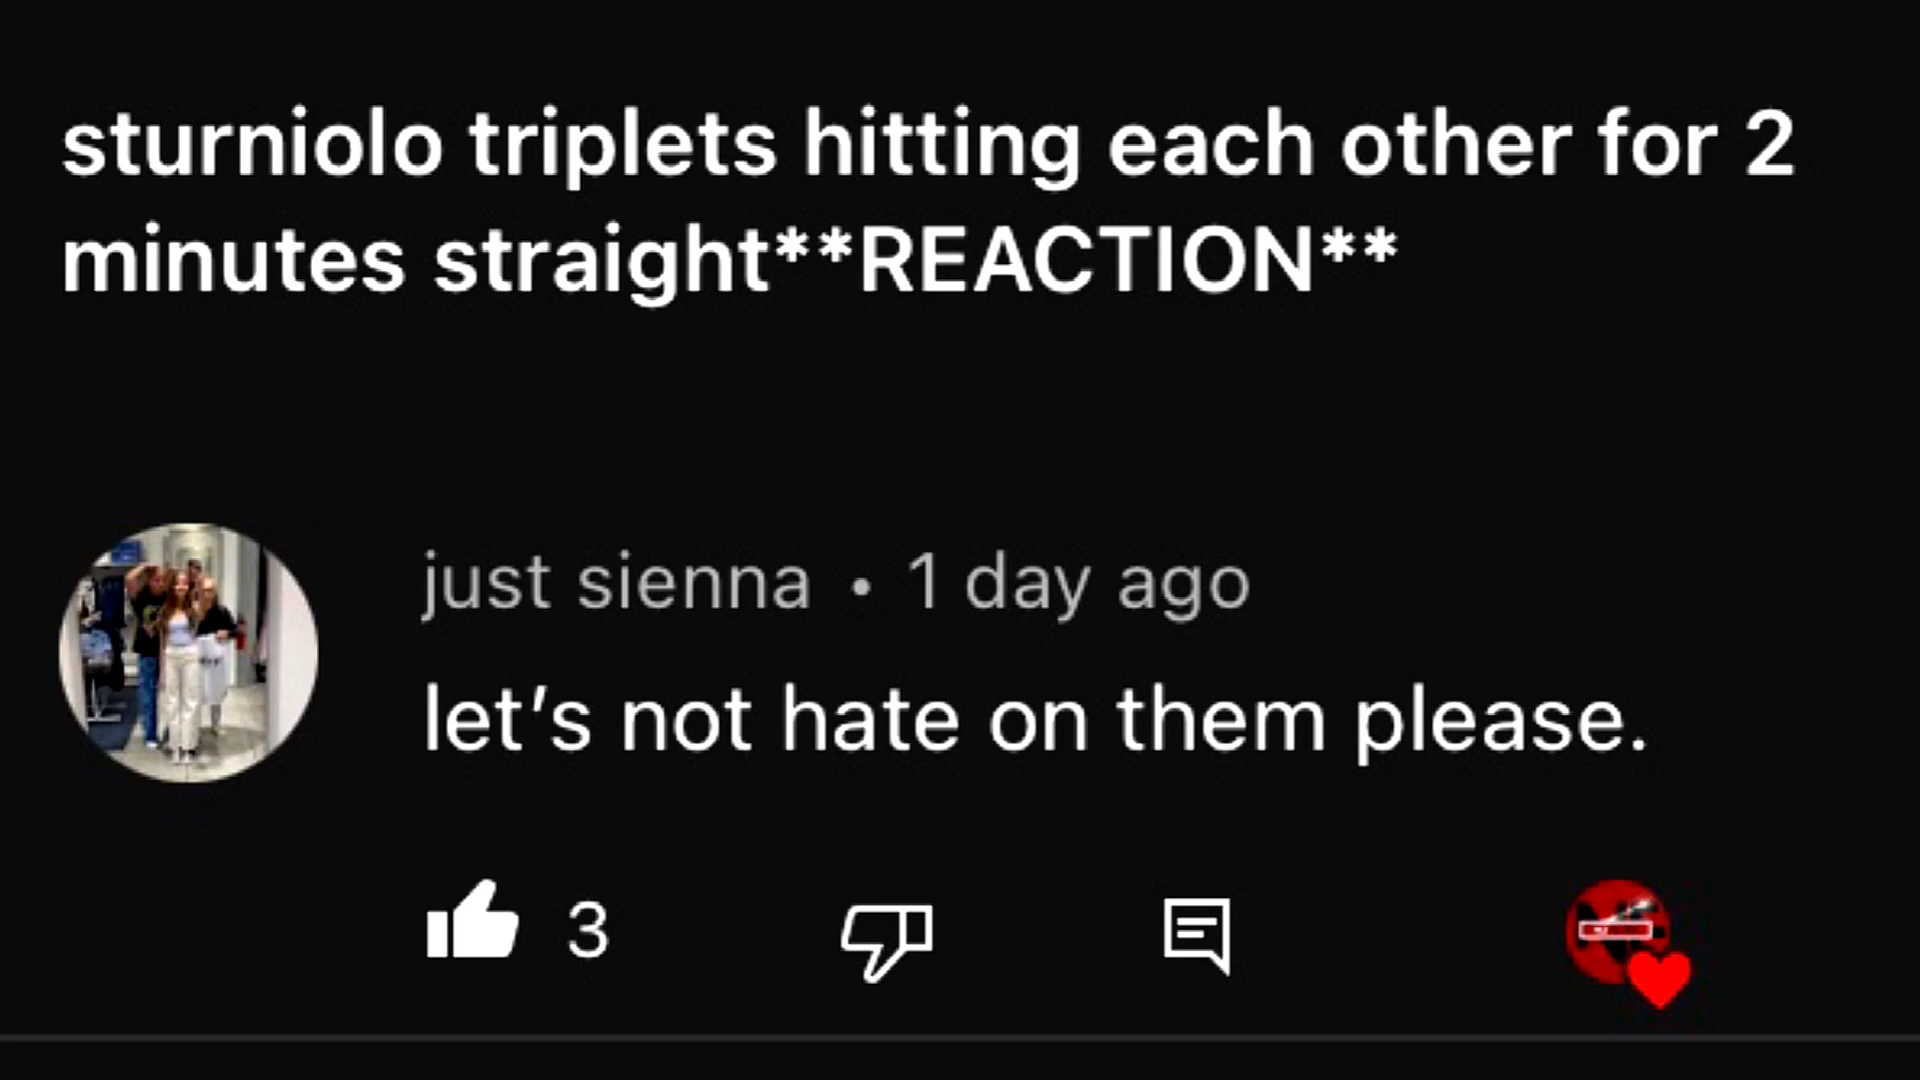 sturniolo triplets hitting each other for 2
minutes straight**REACTION**
just sienna • 1 day ago
let's not hate on them please.
3